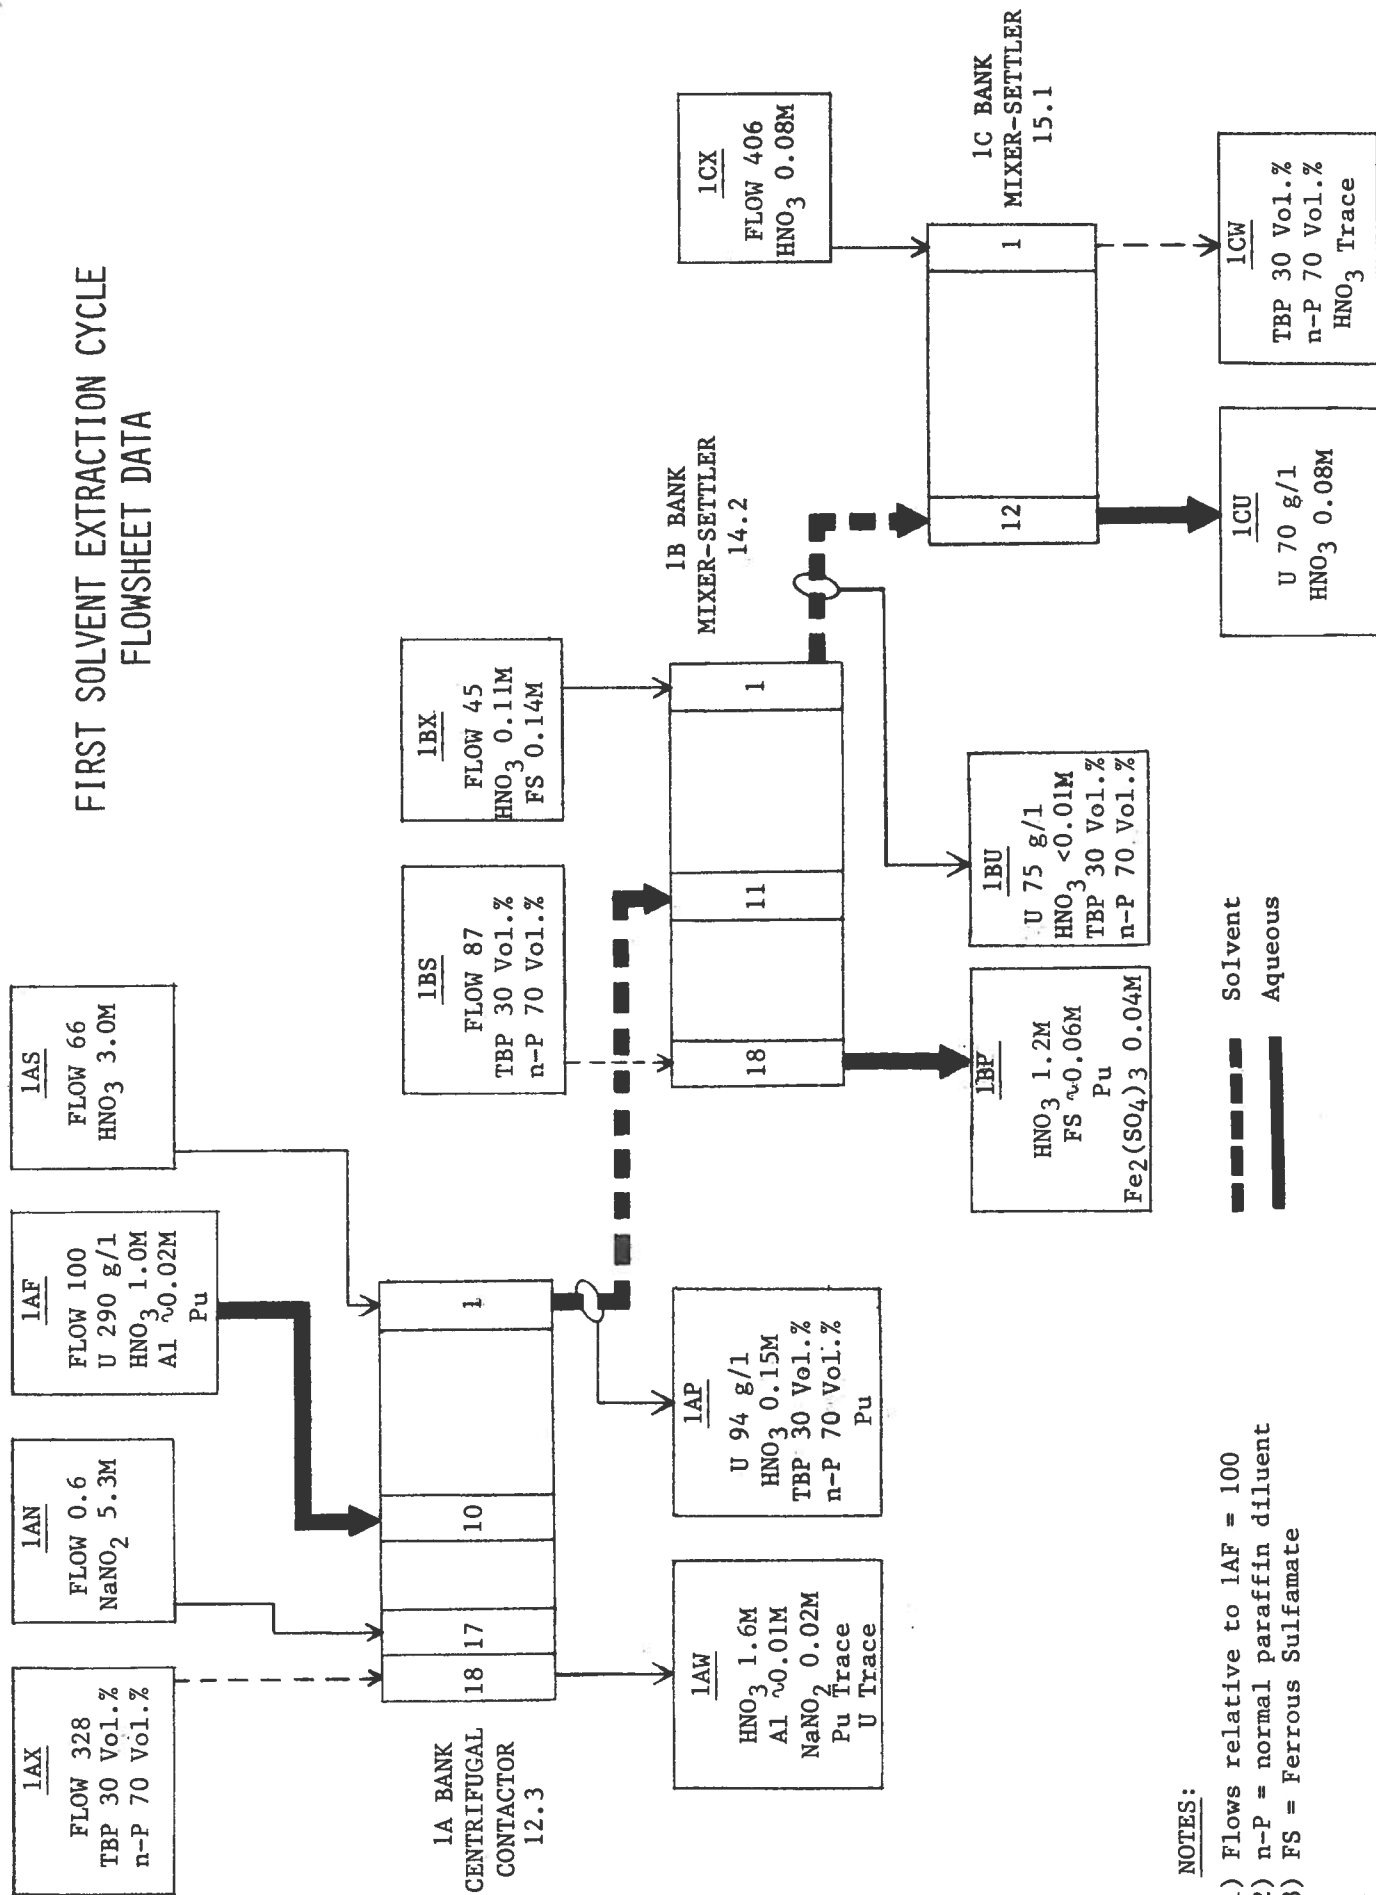 FIRST SOLVENT EXTRACTION CYCLE
FLOWSHEET DATA
1AX
FLOW 328
TBP 30 Vol.%
n-P 70 Vol.%
1AN
FLOW 0.6
NaNO2 5.3M
1AF
FLOW 100
U 290 g/l
HNO3 1.0M
Al ~0.02M
Pu
1AS
FLOW 66
HNO3 3.0M
1A BANK
CENTRIFUGAL
CONTACTOR
12.3
18
17
10
1
1AW
HNO3 1.6M
Al ~0.01M
NaNO2 0.02M
Pu Trace
U Trace
1AP
U 94 g/l
HNO3 0.15M
TBP 30 Vol.%
n-P 70 Vol.%
Pu
1BS
FLOW 87
TBP 30 Vol.%
n-P 70 Vol.%
1BX
FLOW 45
HNO3 0.11M
FS 0.14M
1B BANK
MIXER-SETTLER
14.2
18
11
1
1BP
HNO3 1.2M
FS ~0.06M
Pu
Fe2(SO4)3 0.04M
1BU
U 75 g/l
HNO3 <0.01M
TBP 30 Vol.%
n-P 70 Vol.%
1CX
FLOW 406
HNO3 0.08M
1C BANK
MIXER-SETTLER
15.1
12
1
1CU
U 70 g/l
HNO3 0.08M
1CW
TBP 30 Vol.%
n-P 70 Vol.%
HNO3 Trace
Solvent
Aqueous
NOTES:
) Flows relative to 1AF = 100
2) n-P = normal paraffin diluent
3) FS = Ferrous Sulfamate